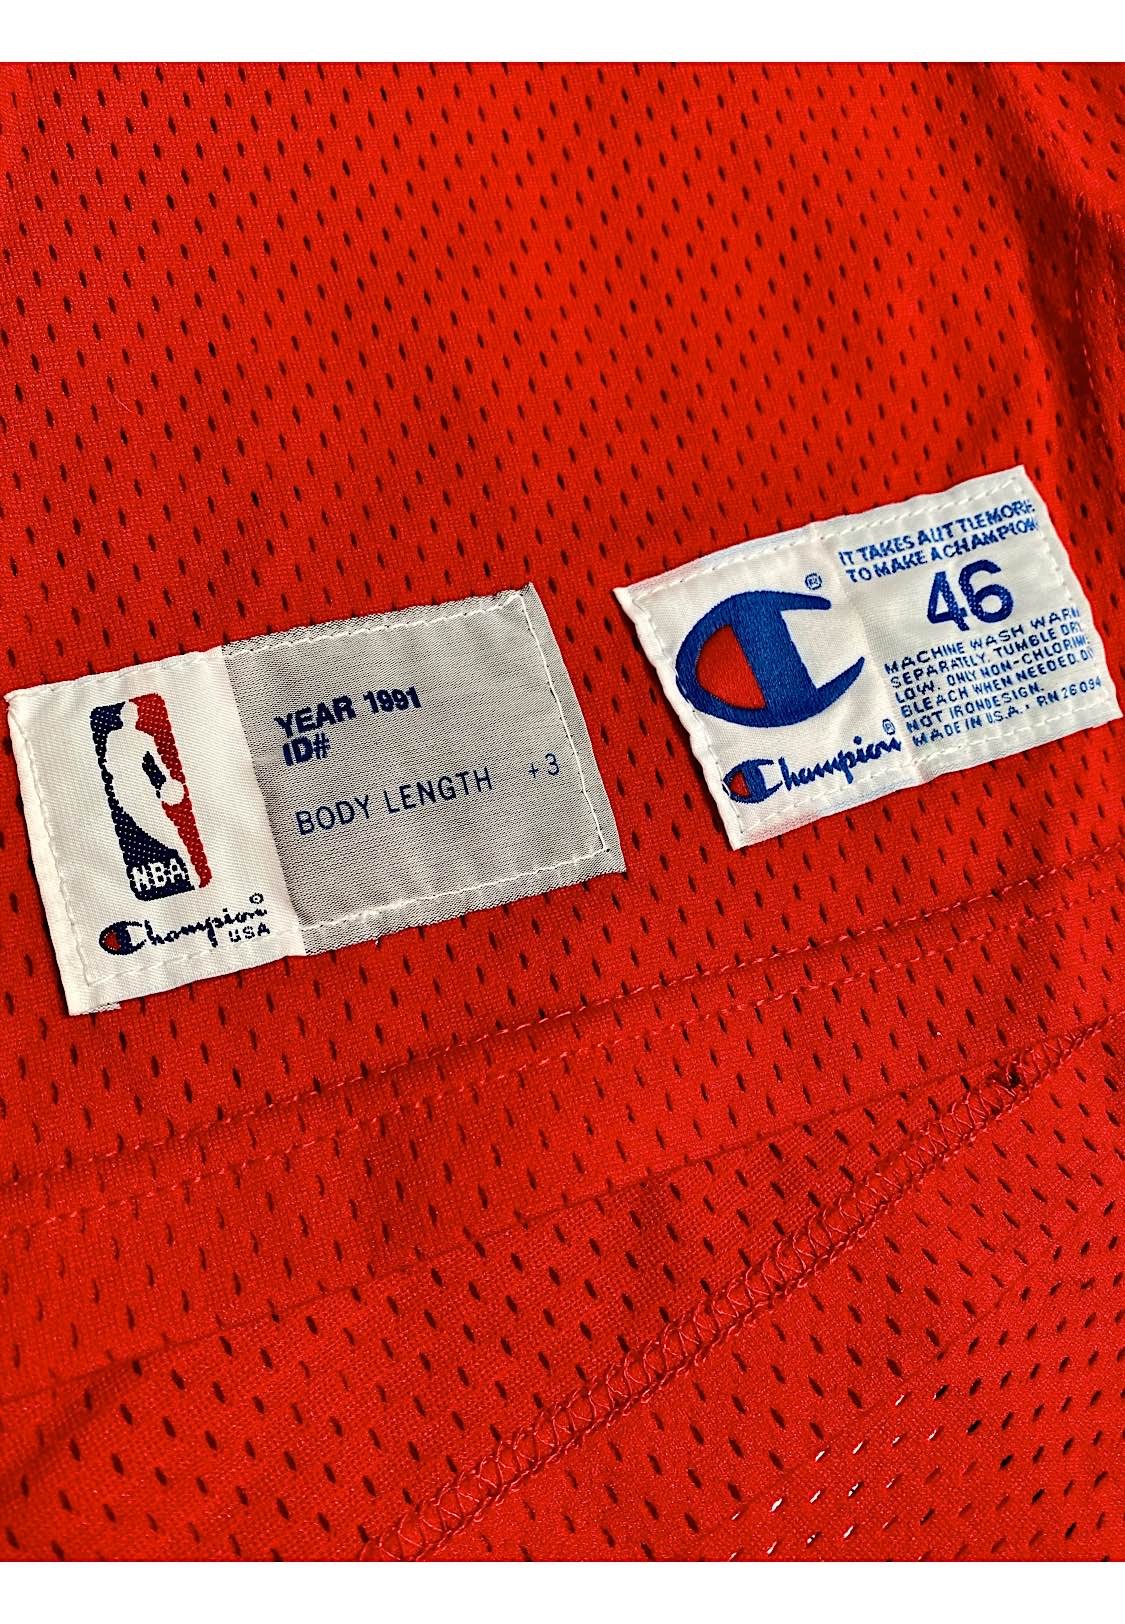 NBA
Champion®
USA
YEAR 1991
ID#
BODY LENGTH +3
®
Champion®
IT TAKES A LITTLE MORE
TO MAKE A CHAMPION
46
MACHINE WASH WARM
SEPARATELY. TUMBLE DRY
LOW. ONLY NON-CHLORINE
BLEACH WHEN NEEDED. DO
NOT IRON DESIGN.
MADE IN U.S.A. • RN 26094